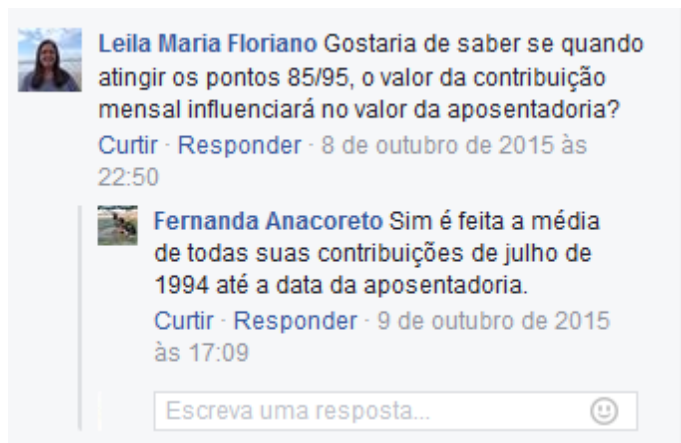 Leila Maria Floriano Gostaria de saber se quando
atingir os pontos 85/95, o valor da contribuição
mensal influenciará no valor da aposentadoria?
Curtir · Responder · 8 de outubro de 2015 às
22:50
Fernanda Anacoreto Sim é feita a média
de todas suas contribuições de julho de
1994 até a data da aposentadoria.
Curtir · Responder · 9 de outubro de 2015
às 17:09
Escreva uma resposta...